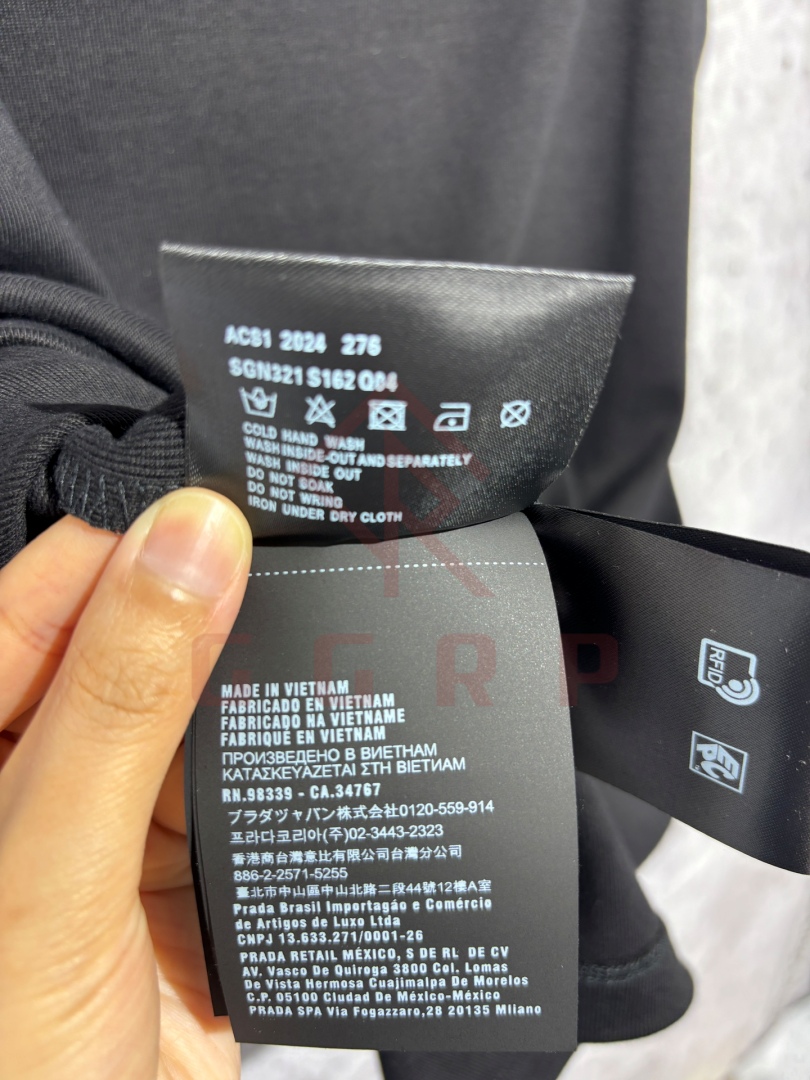 ACS1 2024 276
SGN321 S162 Q04
COLD HAND WASH
WASH INSIDE-OUT AND SEPARATELY
WASH INSIDE OUT
DO NOT SOAK
DO NOT WRING
IRON UNDER DRY CLOTH
GGRP
RFID
EC
P.
MADE IN VIETNAM
FABRICADO EN VIETNAM
FABRICADO NA VIETNAME
FABRIQUÉ EN VIETNAM
ПРОИЗВЕДЕНО В ВИЕТНАМ
ΚΑΤΑΣΚΕΥΑΖΕΤΑΙ ΣΤΗ ΒΙΕΤΝΑΜ
RN.98339 - CA.34767
プラダジャパン株式会社0120-559-914
프라다코리아(주)02-3443-2323
香港商台灣意比有限公司台灣分公司
886-2-2571-5255
臺北市中山區中山北路二段44號12樓A室
Prada Brasil Importagáo e Comércio
de Artigos de Luxo Ltda
CNPJ 13.633.271/0001-26
PRADA RETAIL MÉXICO, S DE RL DE CV
AV. Vasco De Quiroga 3800 Col. Lomas
De Vista Hermosa Cuajimalpa De Morelos
C.P. 05100 Ciudad De México-México
PRADA SPA Via Fogazzaro,28 20135 Mliano